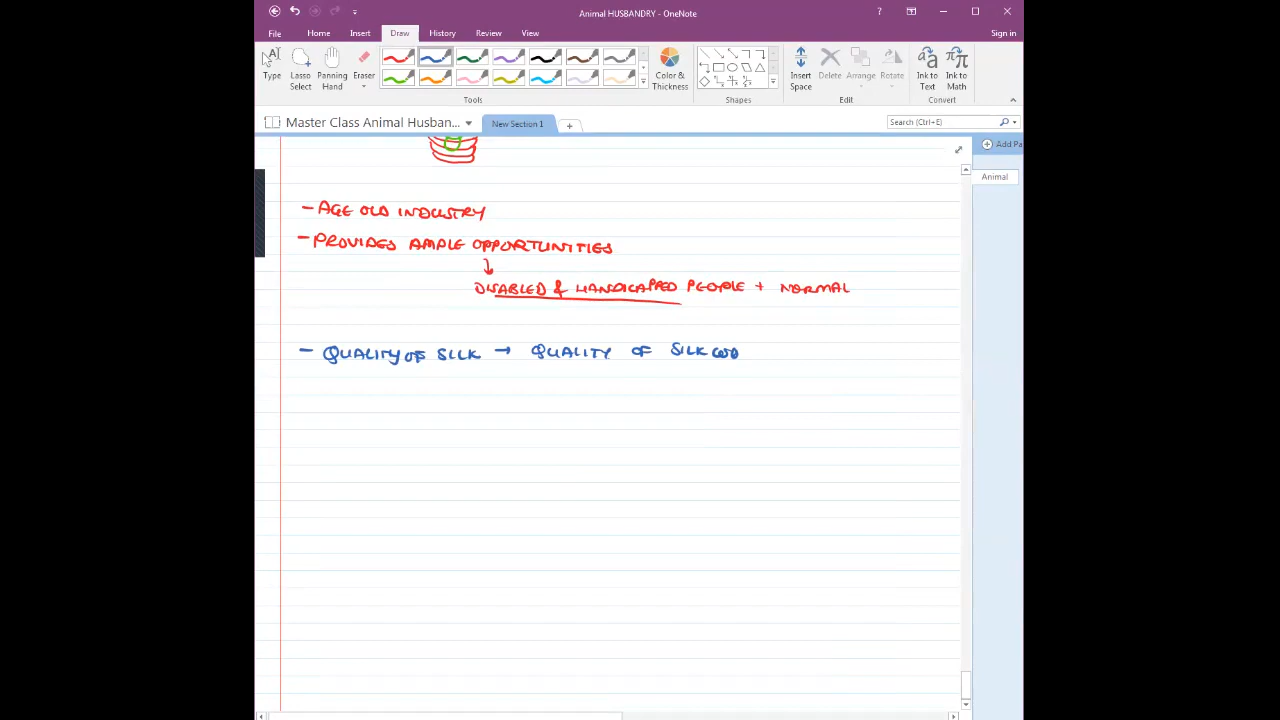 Animal HUSBANDRY - OneNote
?
File Home Insert Draw History Review View Sign in
Type Lasso Select Panning Hand Eraser Color & Thickness Insert Space Delete Arrange Rotate Ink to Text Ink to Math
Tools Shapes Edit Convert
Master Class Animal Husban... New Section 1 + Search (Ctrl+E)
Add Pa
Animal
- AGE OLD INDUSTRY
- PROVIDES AMPLE OPPORTUNITIES
↓
DISABLED & HANDICAPPED PEOPLE + NORMAL
- QUALITY OF SILK → QUALITY OF SILKWO